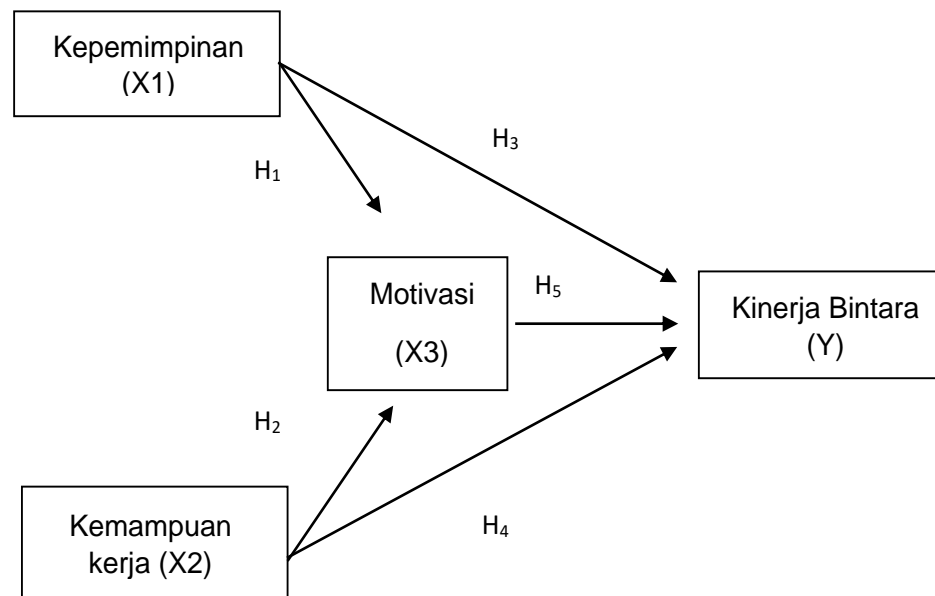 Kepemimpinan
(X1)
H₃
H₁
Motivasi
(X3)
H₅
Kinerja Bintara
(Y)
H₂
Kemampuan
kerja (X2)
H₄